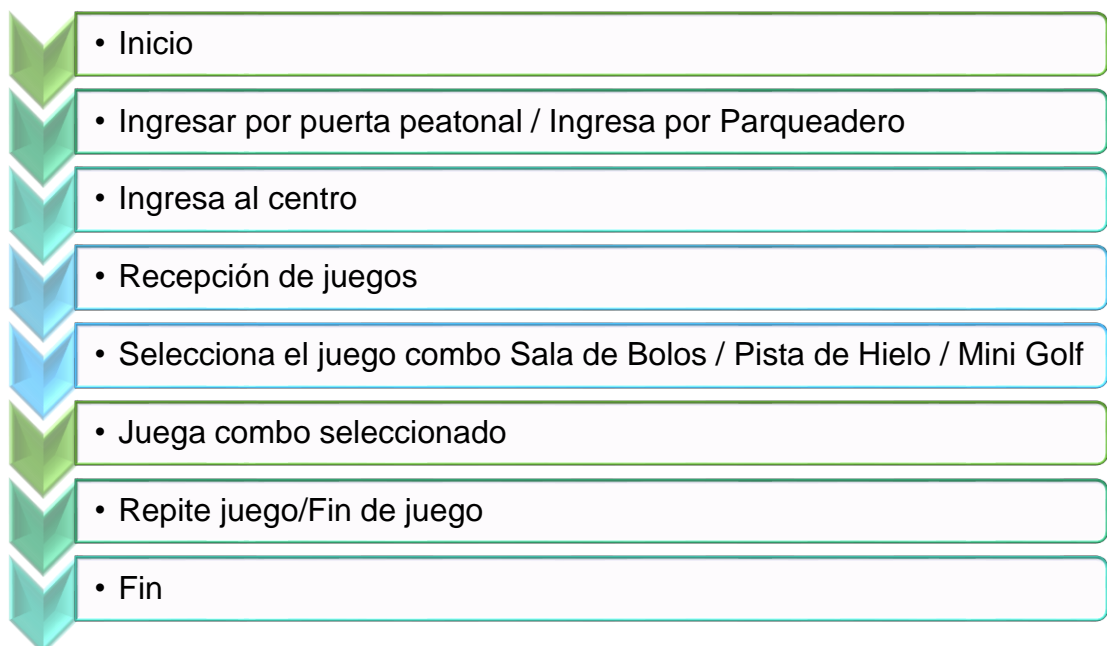 • Inicio
• Ingresar por puerta peatonal / Ingresa por Parqueadero
• Ingresa al centro
• Recepción de juegos
• Selecciona el juego combo Sala de Bolos / Pista de Hielo / Mini Golf
• Juega combo seleccionado
• Repite juego/Fin de juego
• Fin